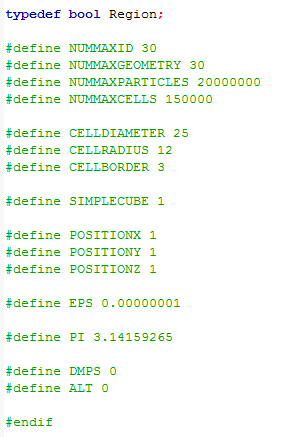 typedef bool Region;
#define NUMMAXID 30
#define NUMMAXGEOMETRY 30
#define NUMMAXPARTICLES 20000000
#define NUMMAXCELLS 150000
#define CELLDIAMETER 25
#define CELLRADIUS 12
#define CELLBORDER 3
#define SIMPLECUBE 1
#define POSITIONX 1
#define POSITIONY 1
#define POSITIONZ 1
#define EPS 0.00000001
#define PI 3.14159265
#define DMPS 0
#define ALT 0
#endif